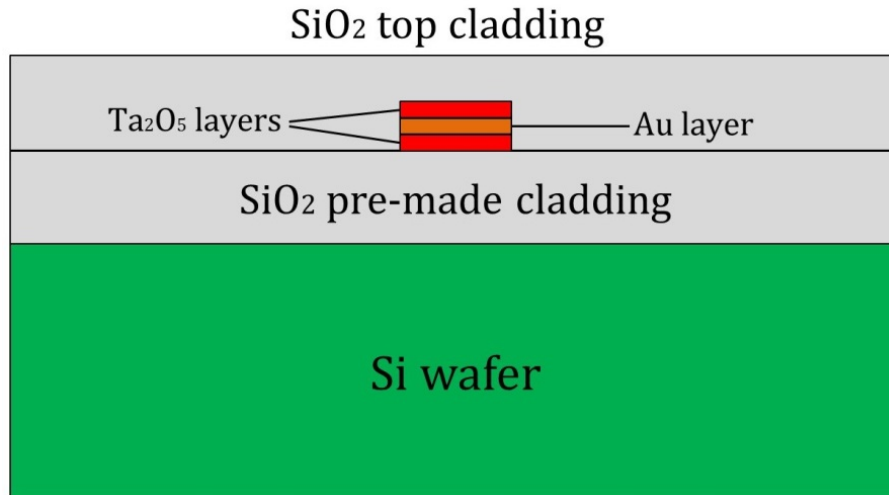 SiO₂ top cladding
Ta₂O₅ layers
Au layer
SiO₂ pre-made cladding
Si wafer